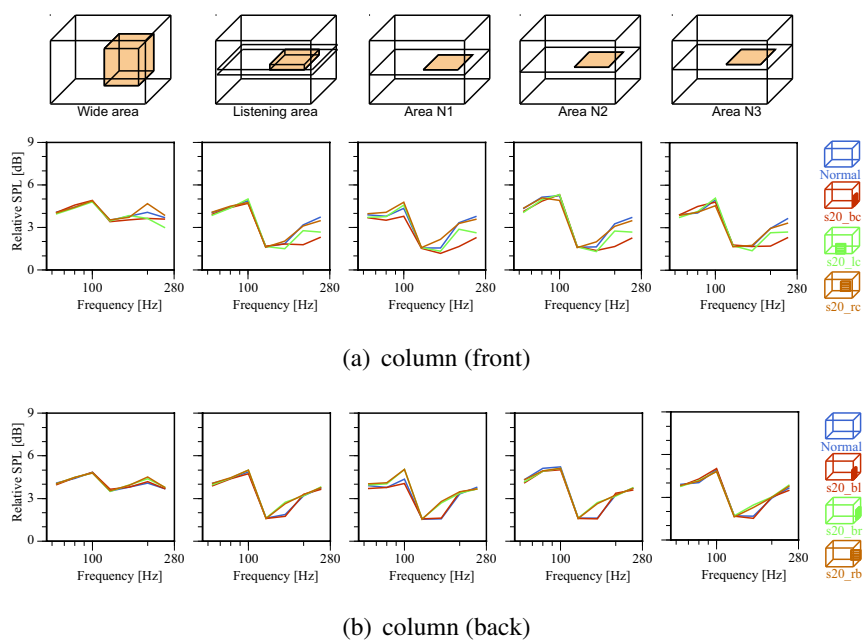 Wide area Listening area Area N1 Area N2 Area N3
9
6
3
0
Relative SPL [dB]
100 280 100 280 100 280 100 280 100 280
Frequency [Hz] Frequency [Hz] Frequency [Hz] Frequency [Hz] Frequency [Hz]
Normal
s20_bc
s20_lc
s20_rc
(a) column (front)
9
6
3
0
Relative SPL [dB]
100 280 100 280 100 280 100 280 100 280
Frequency [Hz] Frequency [Hz] Frequency [Hz] Frequency [Hz] Frequency [Hz]
Normal
s20_bl
s20_br
s20_rb
(b) column (back)